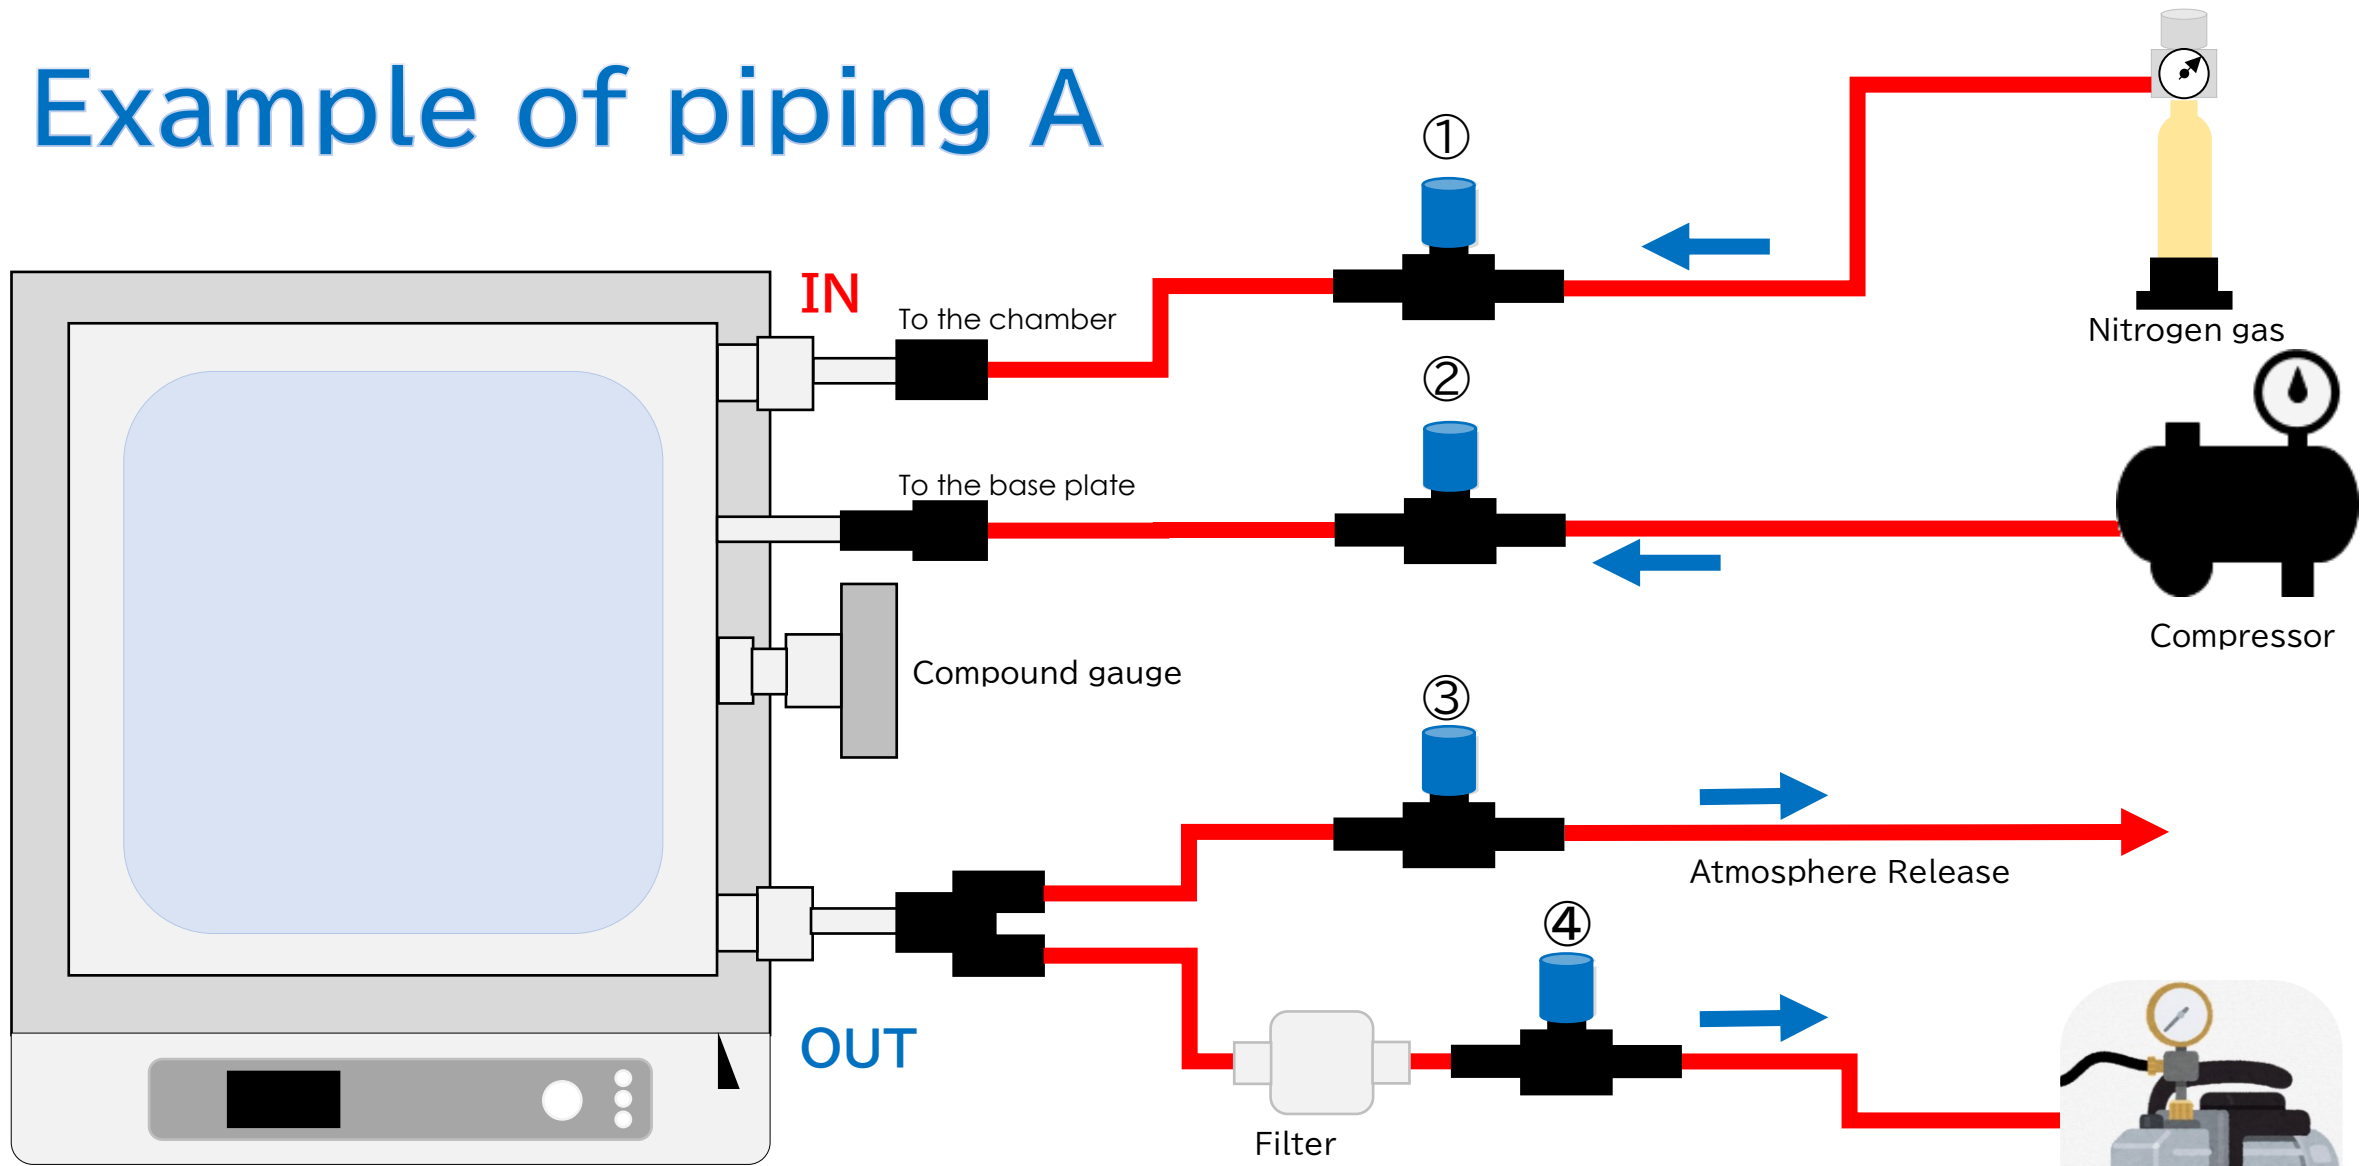 Example of piping A
①
IN
To the chamber
Nitrogen gas
②
To the base plate
Compressor
Compound gauge
③
Atmosphere Release
④
OUT
Filter